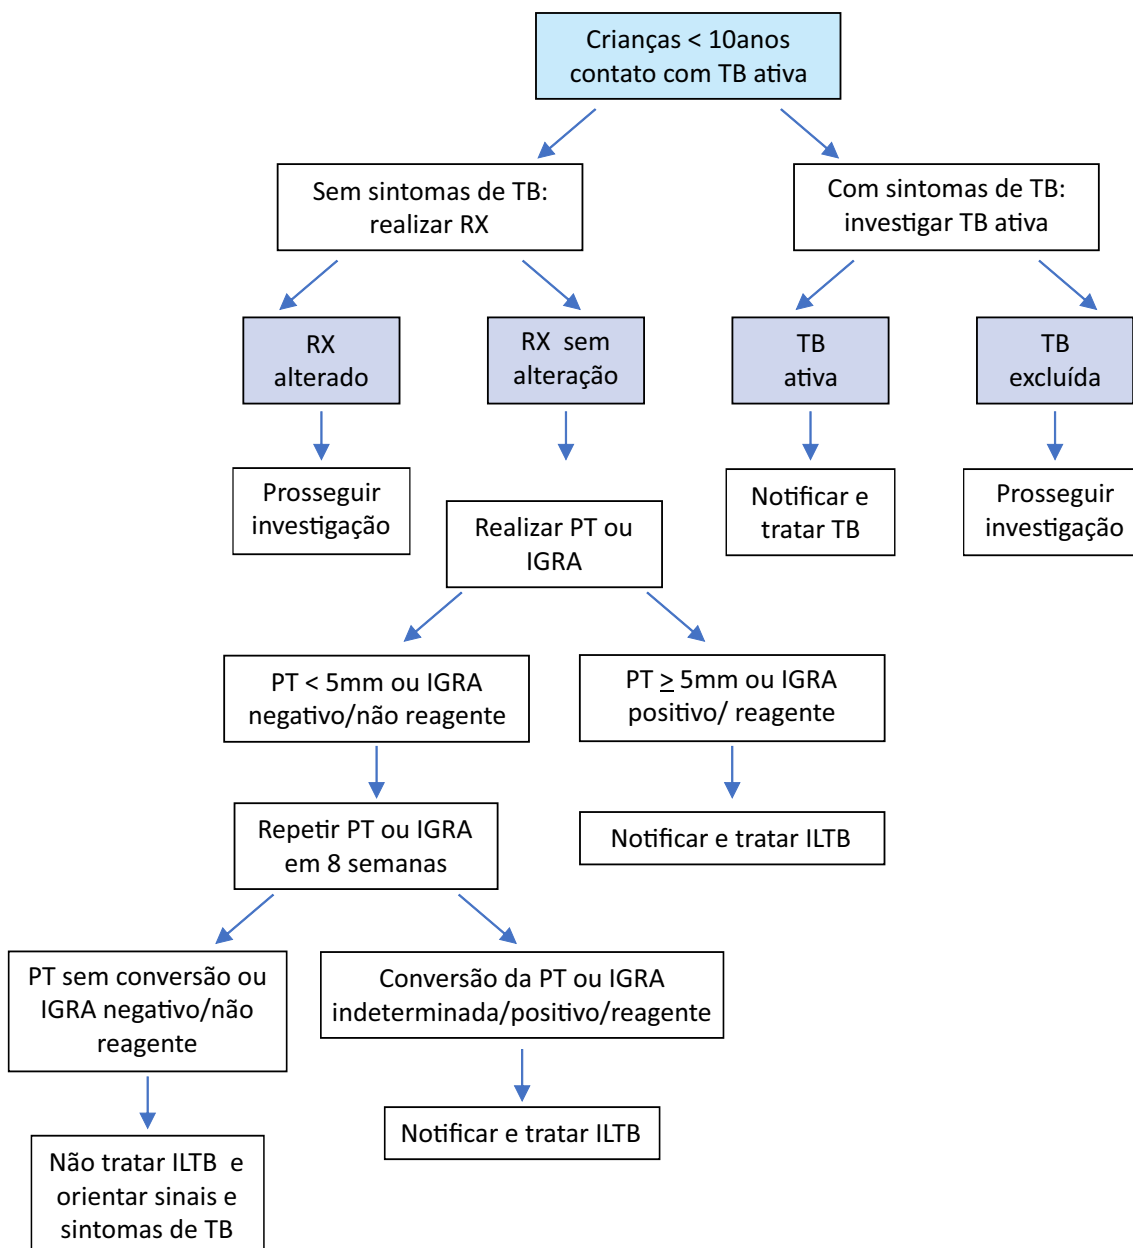 Crianças < 10anos
contato com TB ativa
Sem sintomas de TB:
realizar RX
Com sintomas de TB:
investigar TB ativa
RX
alterado
RX sem
alteração
TB
ativa
TB
excluída
Prosseguir
investigação
Realizar PT ou
IGRA
Notificar e
tratar TB
Prosseguir
investigação
PT < 5mm ou IGRA
negativo/não reagente
PT ≥ 5mm ou IGRA
positivo/ reagente
Repetir PT ou IGRA
em 8 semanas
Notificar e tratar ILTB
PT sem conversão ou
IGRA negativo/não
reagente
Conversão da PT ou IGRA
indeterminada/positivo/reagente
Notificar e tratar ILTB
Não tratar ILTB e
orientar sinais e
sintomas de TB